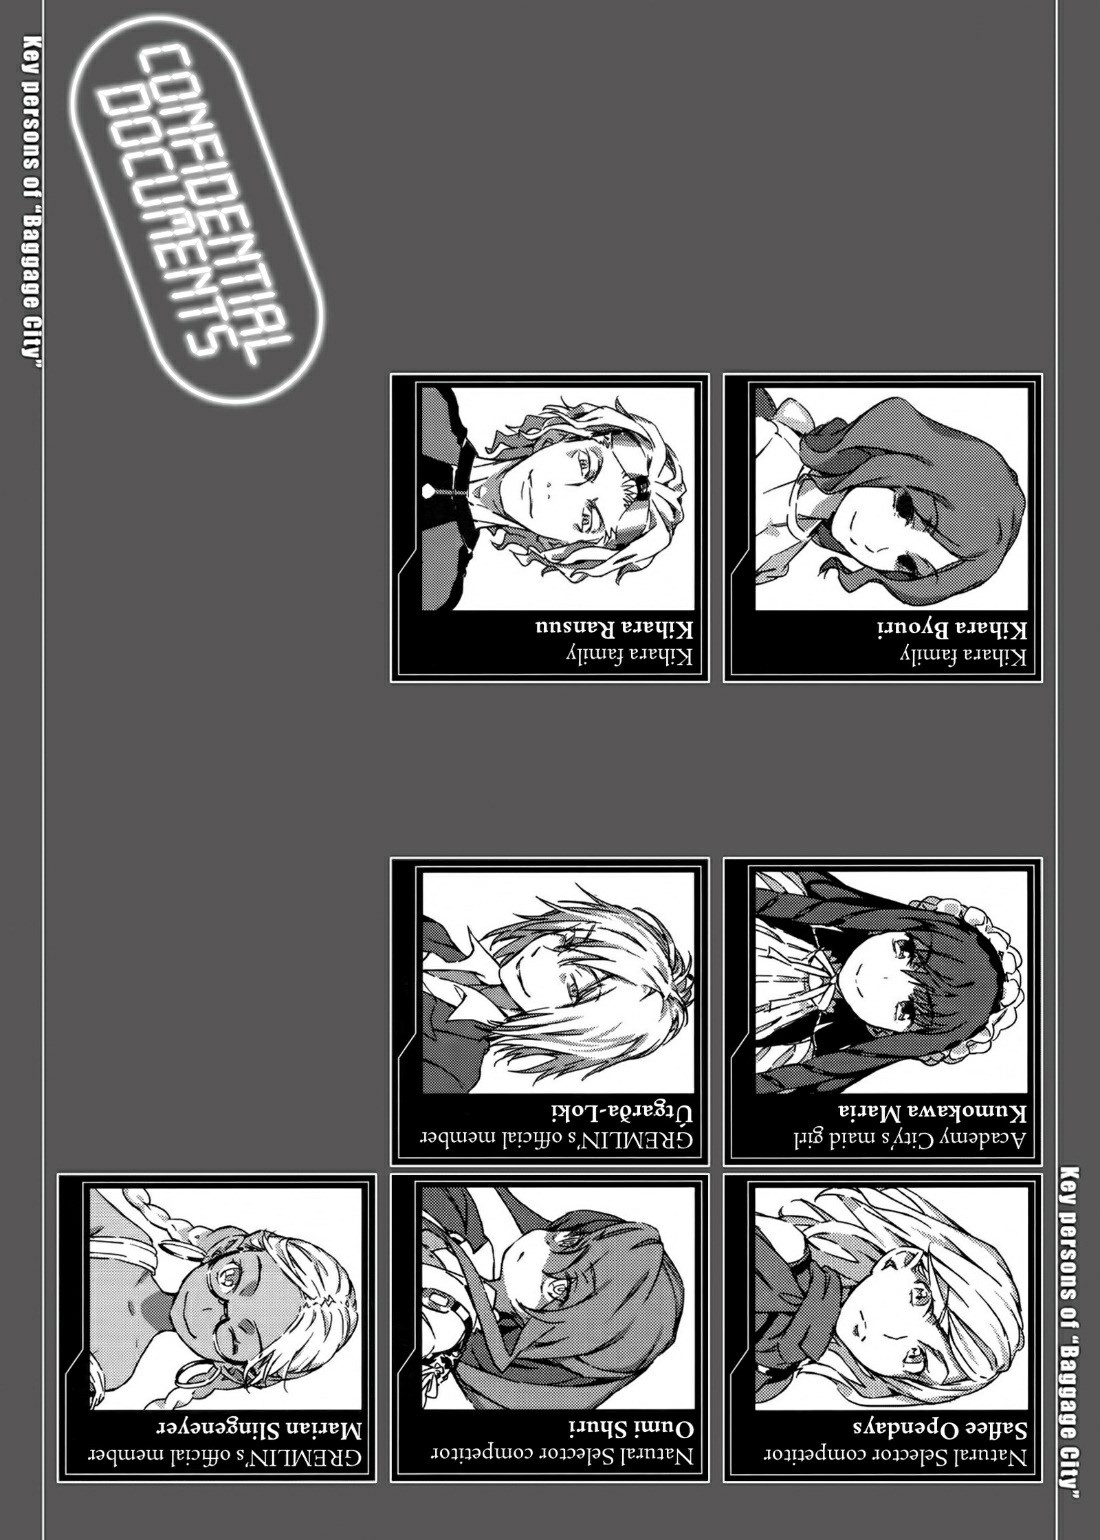 Key persons of "Baggage City"
CONFIDENTIAL
DOCUMENTS
Kihara family
Kihara Ransuu
Kihara family
Kihara Byouri
GREMLIN's official member
Útgarða-Loki
Academy City's maid girl
Kumokawa Maria
GREMLIN's official member
Marian Slingeneyer
Natural Selector competitor
Oumi Shuri
Natural Selector competitor
Saflee Opendays
Key persons of "Baggage City"